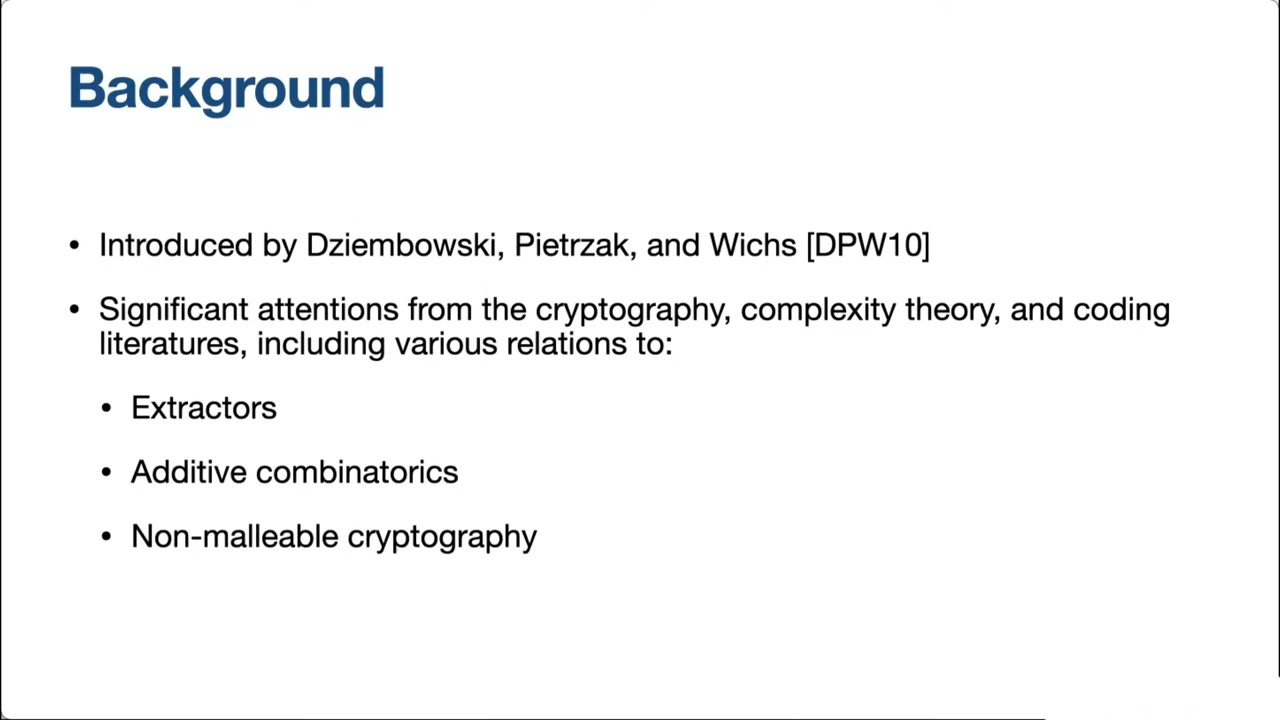 Background
• Introduced by Dziembowski, Pietrzak, and Wichs [DPW10]
• Significant attentions from the cryptography, complexity theory, and coding
literatures, including various relations to:
• Extractors
• Additive combinatorics
• Non-malleable cryptography